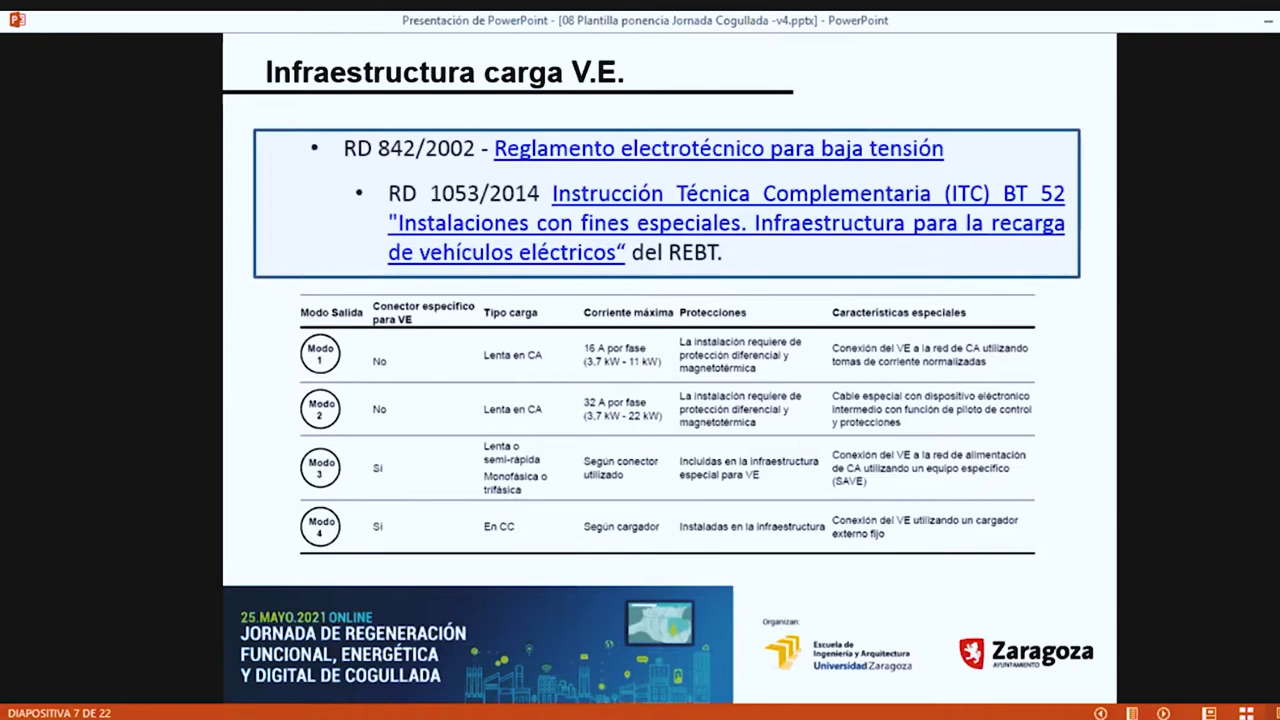 Presentación de PowerPoint - [08 Plantilla ponencia Jornada Cogullada -v4.pptx] - PowerPoint
Infraestructura carga V.E.
• RD 842/2002 - Reglamento electrotécnico para baja tensión
• RD 1053/2014 Instrucción Técnica Complementaria (ITC) BT 52
"Instalaciones con fines especiales. Infraestructura para la recarga
de vehículos eléctricos“ del REBT.
Modo Salida Conector específico para VE Tipo carga Corriente máxima Protecciones Características especiales
Modo 1 No Lenta en CA 16 A por fase (3,7 kW - 11 kW) La instalación requiere de protección diferencial y magnetotérmica Conexión del VE a la red de CA utilizando tomas de corriente normalizadas
Modo 2 No Lenta en CA 32 A por fase (3,7 kW - 22 kW) La instalación requiere de protección diferencial y magnetotérmica Cable especial con dispositivo electrónico intermedio con función de piloto de control y protecciones
Modo 3 Sí Lenta o semi-rápida Monofásica o trifásica Según conector utilizado Incluidas en la infraestructura especial para VE Conexión del VE a la red de alimentación de CA utilizando un equipo específico (SAVE)
Modo 4 Sí En CC Según cargador Instaladas en la infraestructura Conexión del VE utilizando un cargador externo fijo
25.MAYO.2021 ONLINE
JORNADA DE REGENERACIÓN
FUNCIONAL, ENERGÉTICA
Y DIGITAL DE COGULLADA
Organizan:
Escuela de
Ingeniería y Arquitectura
Universidad Zaragoza
Zaragoza
AYUNTAMIENTO
DIAPOSITIVA 7 DE 22